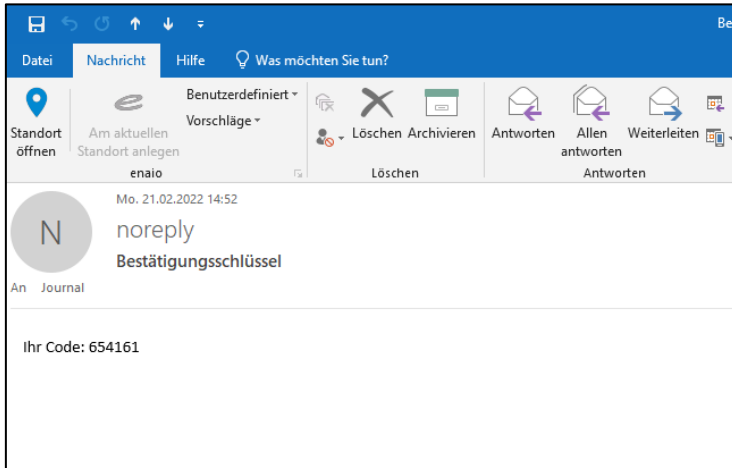 Be
Datei Nachricht Hilfe Was möchten Sie tun?
Standort öffnen
Am aktuellen Standort anlegen
Benutzerdefiniert
Vorschläge
enaio
Löschen Archivieren
Löschen
Antworten Allen antworten Weiterleiten
Antworten
N
Mo. 21.02.2022 14:52
noreply
Bestätigungsschlüssel
An Journal
Ihr Code: 654161